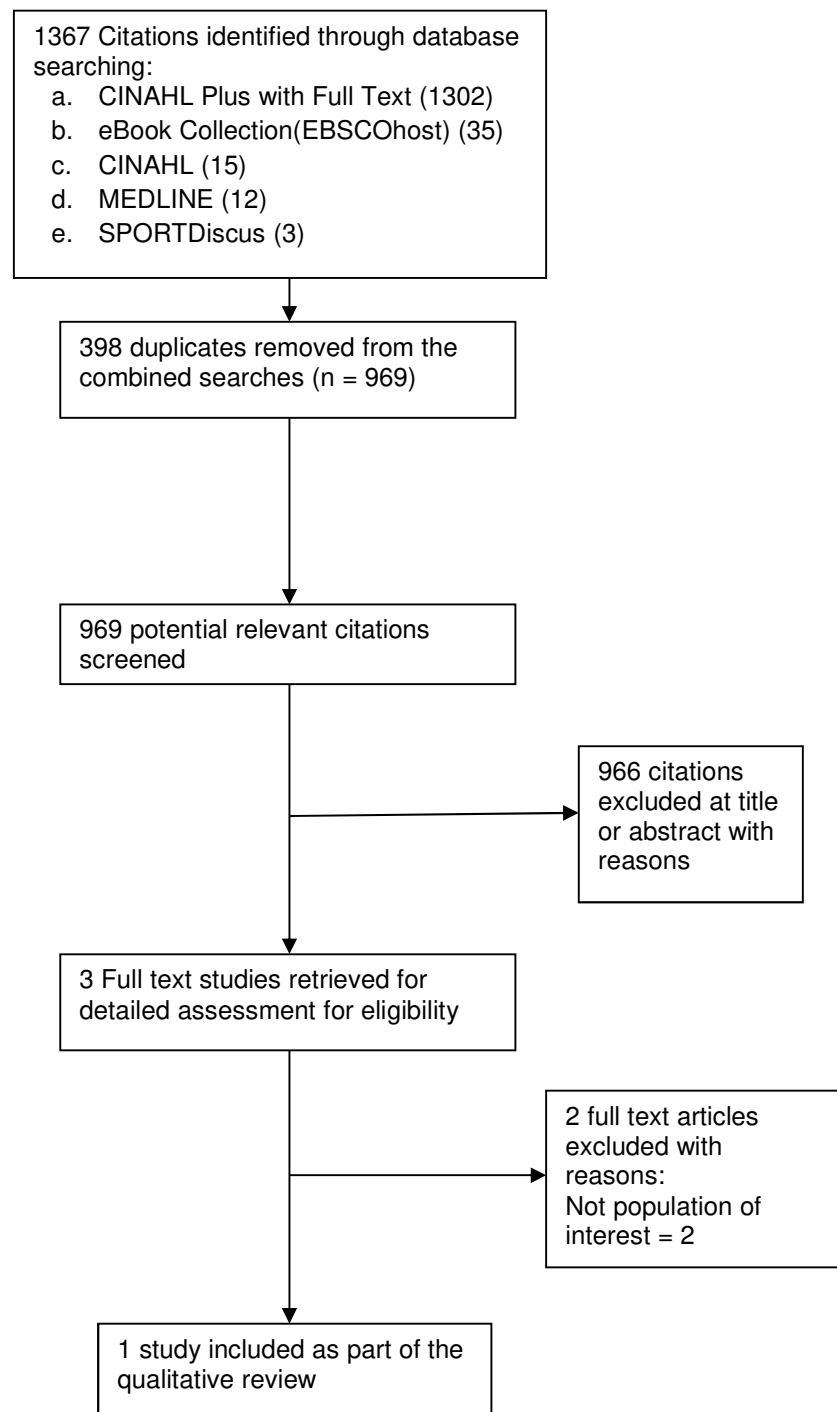 1367 Citations identified through database
searching:
a. CINAHL Plus with Full Text (1302)
b. eBook Collection(EBSCOhost) (35)
c. CINAHL (15)
d. MEDLINE (12)
e. SPORTDiscus (3)
398 duplicates removed from the
combined searches (n = 969)
969 potential relevant citations
screened
966 citations
excluded at title
or abstract with
reasons
3 Full text studies retrieved for
detailed assessment for eligibility
2 full text articles
excluded with
reasons:
Not population of
interest = 2
1 study included as part of the
qualitative review